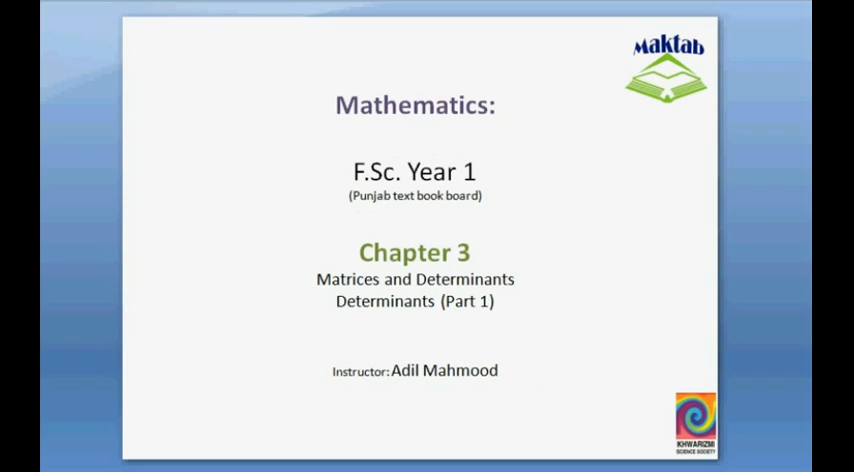 Maktab
Mathematics:
F.Sc. Year 1
(Punjab text book board)
Chapter 3
Matrices and Determinants
Determinants (Part 1)
Instructor: Adil Mahmood
KHWARIZMI
SCIENCE SOCIETY